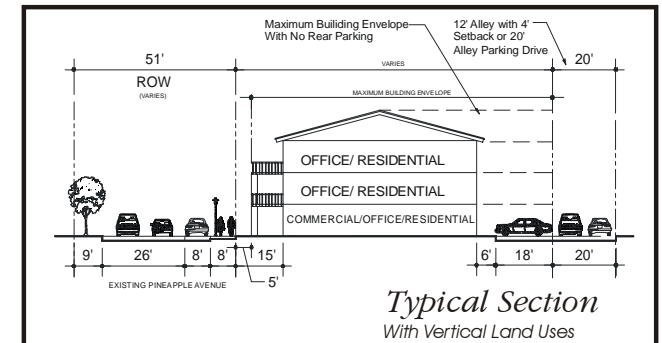 Maximum Builiding Envelope
With No Rear Parking
12' Alley with 4'
Setback or 20'
Alley Parking Drive
51'
VARIES
20'
ROW
(VARIES)
MAXIMUM BUILDING ENVELOPE
OFFICE/ RESIDENTIAL
OFFICE/ RESIDENTIAL
COMMERCIAL/OFFICE/RESIDENTIAL
9'
26'
8'
8'
15'
6'
18'
20'
EXISTING PINEAPPLE AVENUE
5'
Typical Section
With Vertical Land Uses